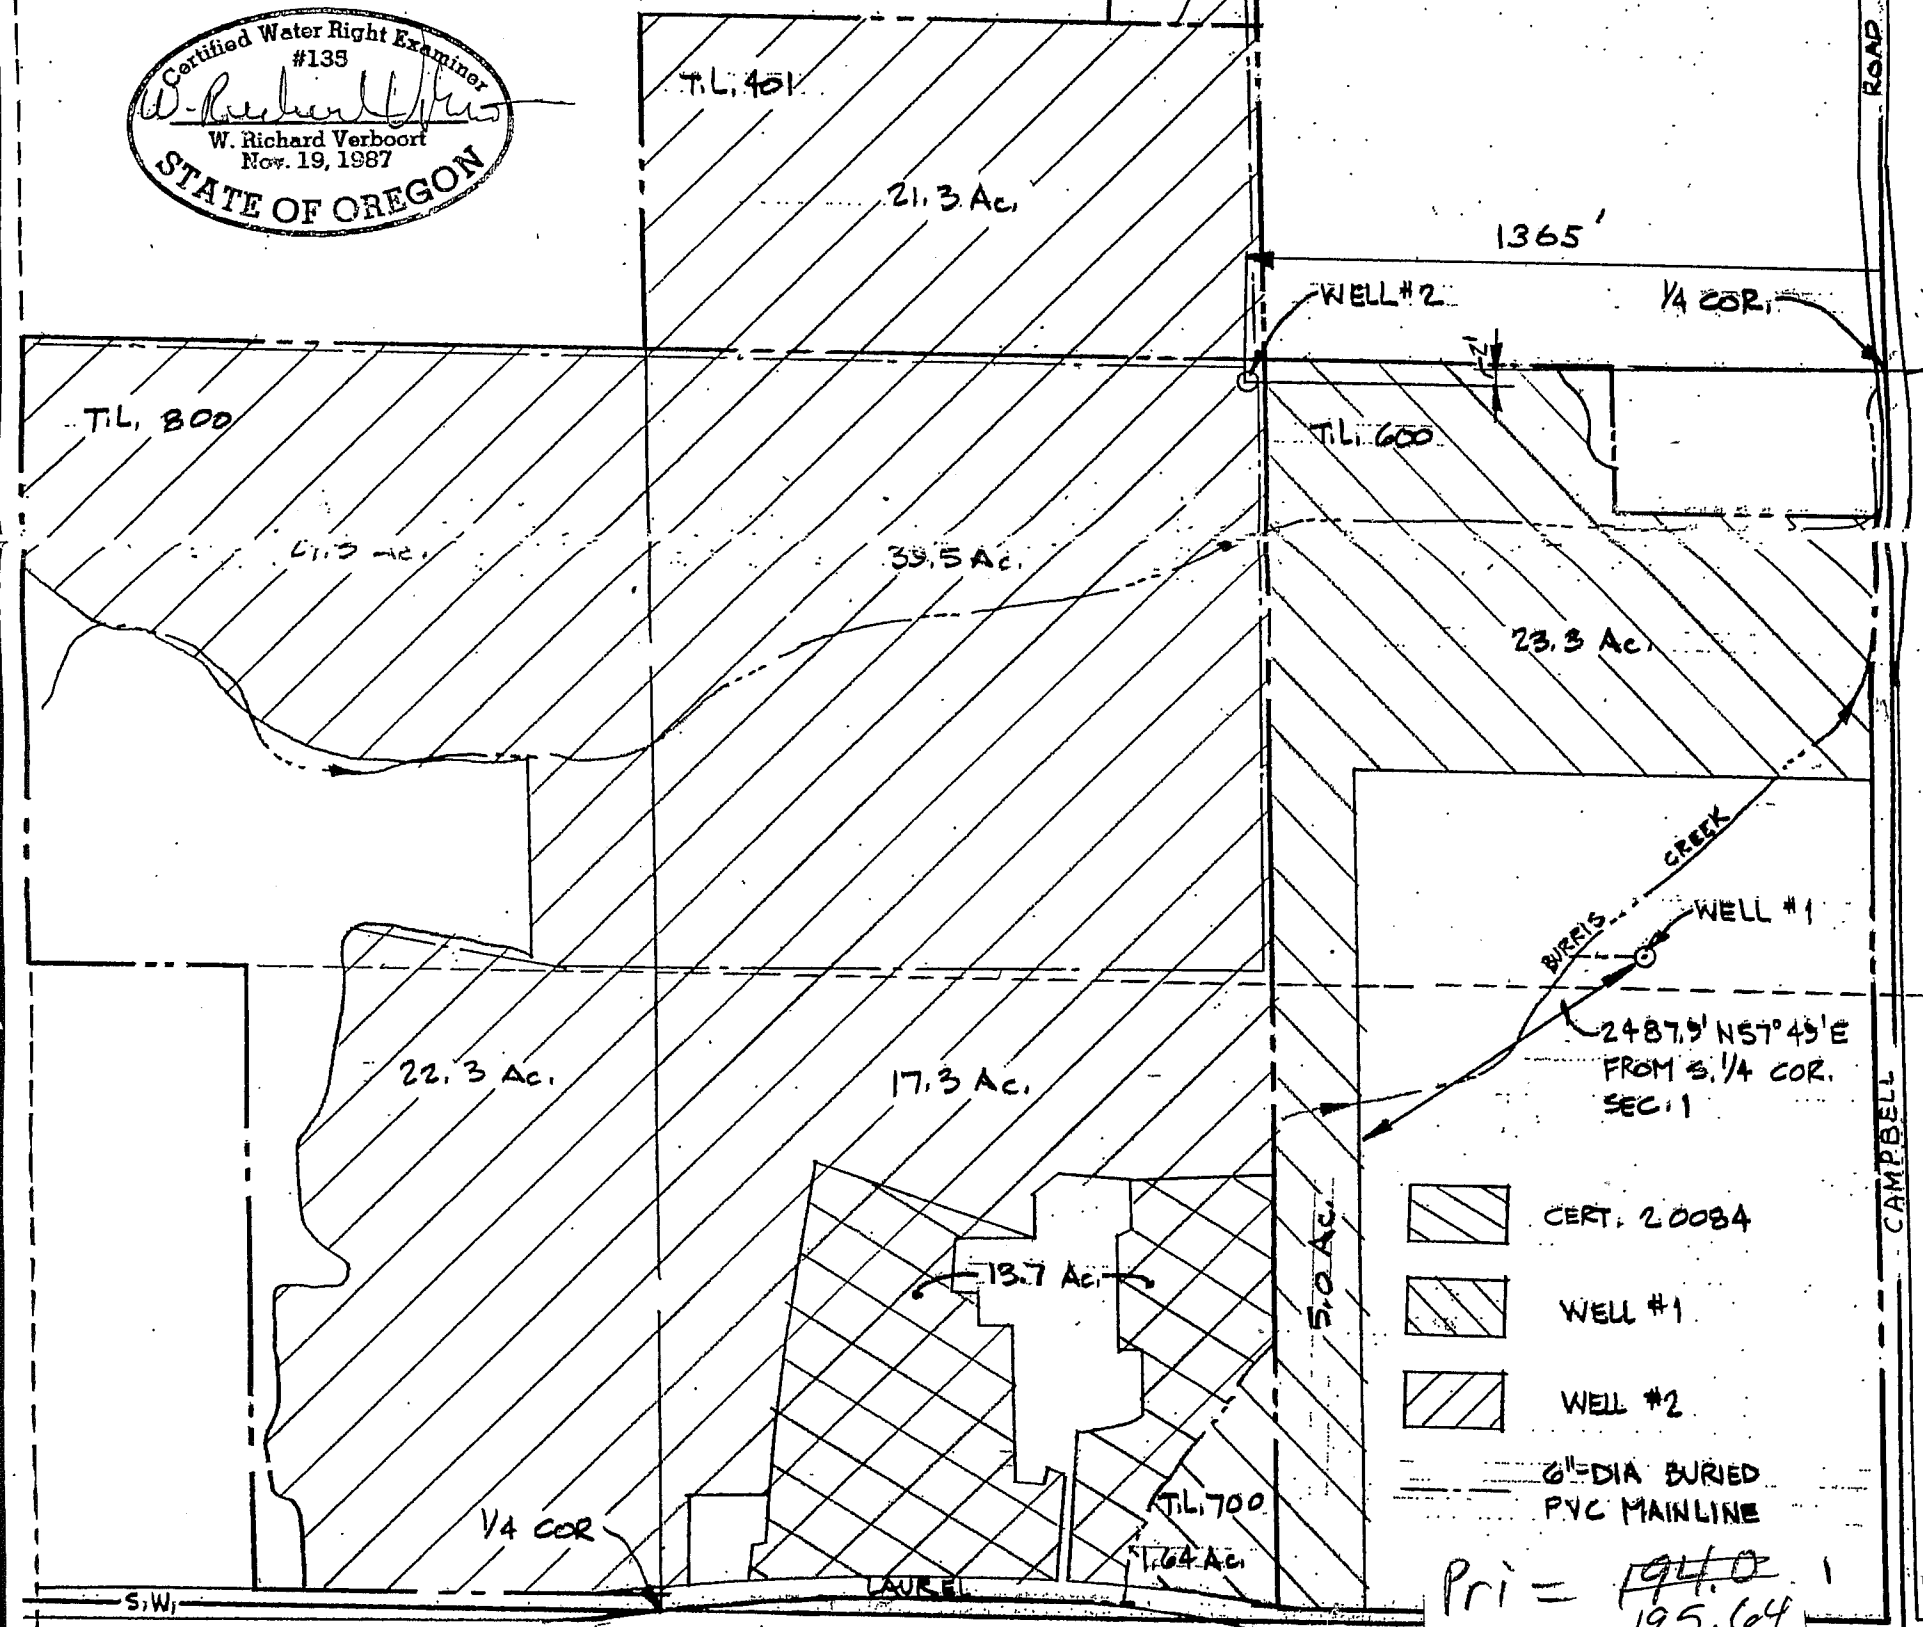 Certified Water Right Examiner
#135
W. Richard Verboort
Nov. 19, 1987
STATE OF OREGON
ROAD
T.L. 401
21.3 Ac.
1365'
WELL #2
1/4 COR.
T.L. 800
T.L. 600
39.5 Ac.
23.3 Ac.
BURRIS CREEK
WELL #1
2487.9' N57°49'E
FROM S. 1/4 COR.
SEC. 1
22.3 Ac.
17.3 Ac.
CAMPBELL
CERT. 20084
13.7 Ac.
5.0 Ac.
WELL #1
WELL #2
6"-DIA BURIED
PVC MAINLINE
T.L. 700
1/4 COR
1.64 Ac.
Pri = 194.0
195.64
S.W. LAUREL